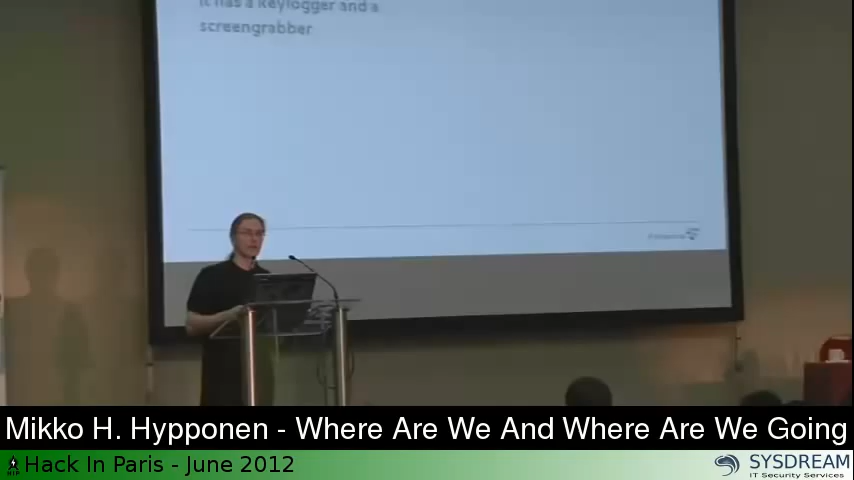 It has a keylogger and a
screengrabber
Mikko H. Hypponen - Where Are We And Where Are We Going
Hack In Paris - June 2012
SYSDREAM
IT Security Services